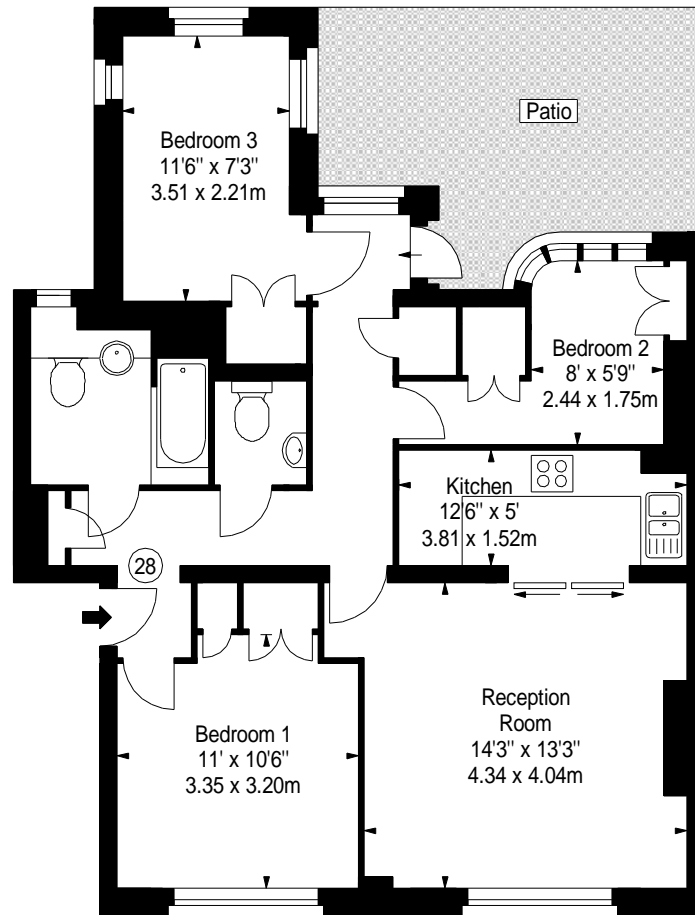 Patio
Bedroom 3
11'6" x 7'3"
3.51 x 2.21m
Bedroom 2
8' x 5'9"
2.44 x 1.75m
Kitchen
12'6" x 5'
3.81 x 1.52m
28
Reception
Room
14'3" x 13'3"
4.34 x 4.04m
Bedroom 1
11' x 10'6"
3.35 x 3.20m